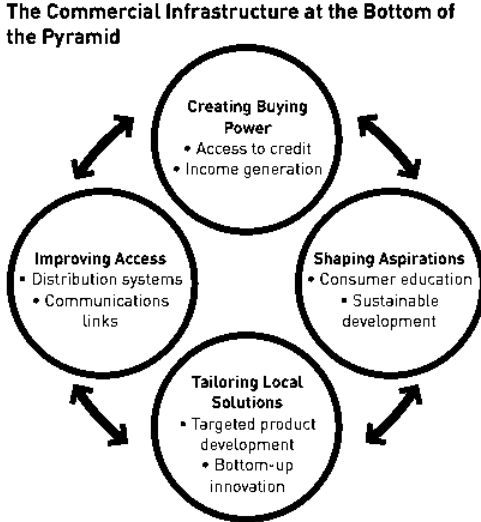 The Commercial Infrastructure at the Bottom of
the Pyramid
Creating Buying
Power
• Access to credit
• Income generation
Improving Access
• Distribution systems
• Communications
links
Shaping Aspirations
• Consumer education
• Sustainable
development
Tailoring Local
Solutions
• Targeted product
development
• Bottom-up
innovation